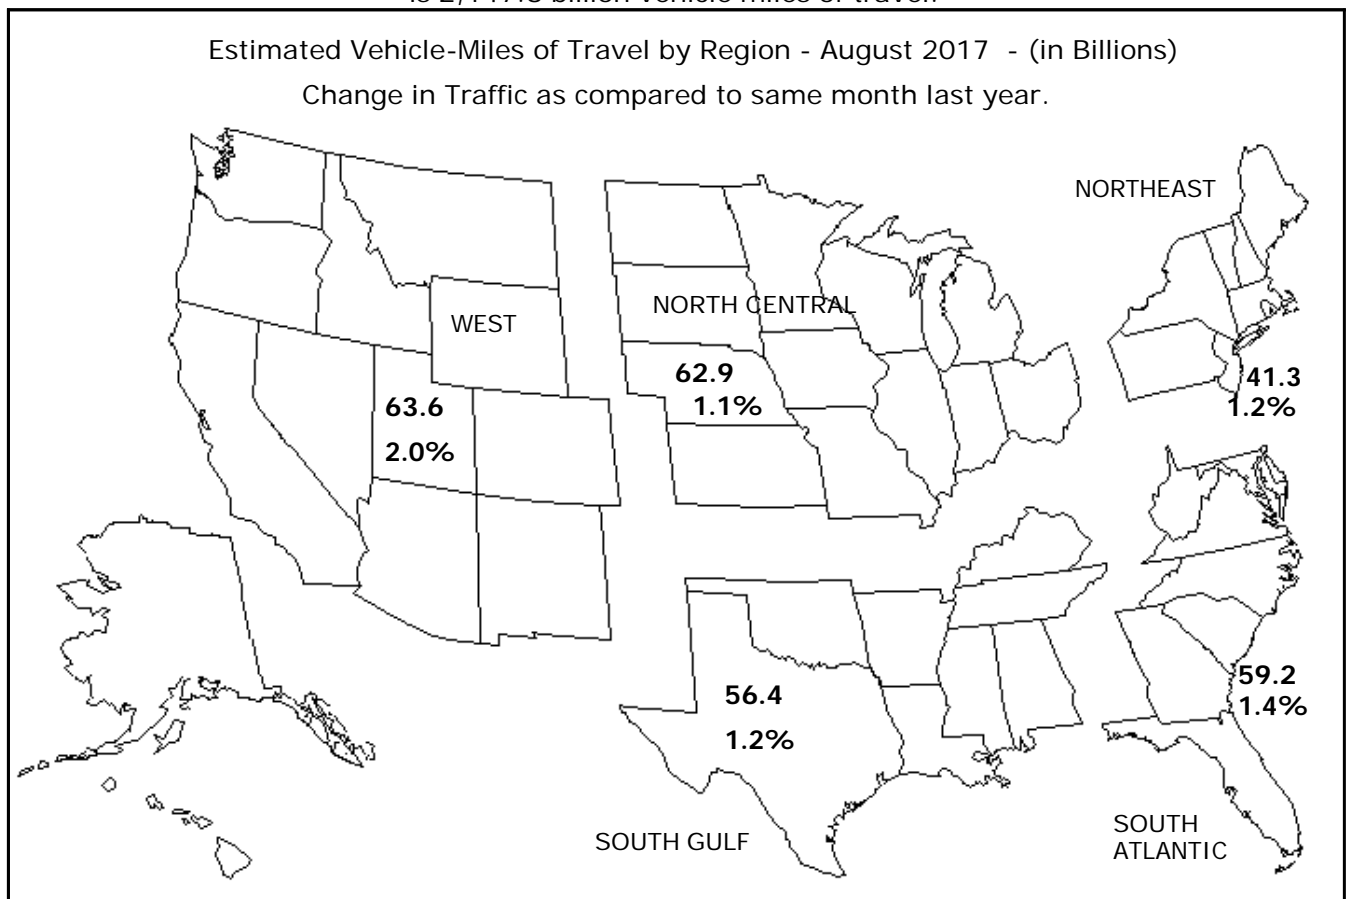 Estimated Vehicle-Miles of Travel by Region - August 2017 - (in Billions)
Change in Traffic as compared to same month last year.
NORTHEAST
NORTH CENTRAL
WEST
62.9
1.1%
41.3
1.2%
63.6
2.0%
59.2
1.4%
56.4
1.2%
SOUTH GULF
SOUTH
ATLANTIC